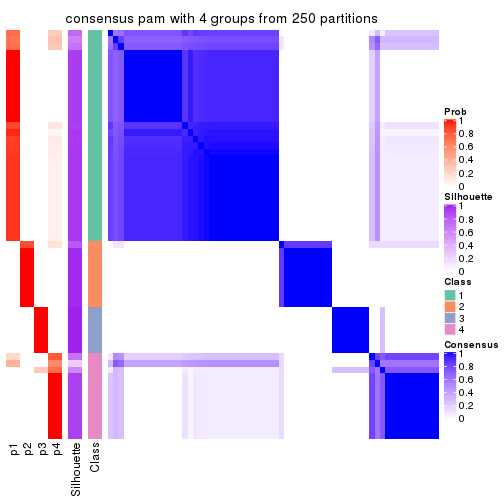 consensus pam with 4 groups from 250 partitions
Prob
1
0.8
0.6
0.4
0.2
0
Silhouette
1
0.8
0.6
0.4
0.2
0
Class
1
2
3
4
Consensus
1
0.8
0.6
0.4
0.2
0
p1
p2
p3
p4
Silhouette
Class